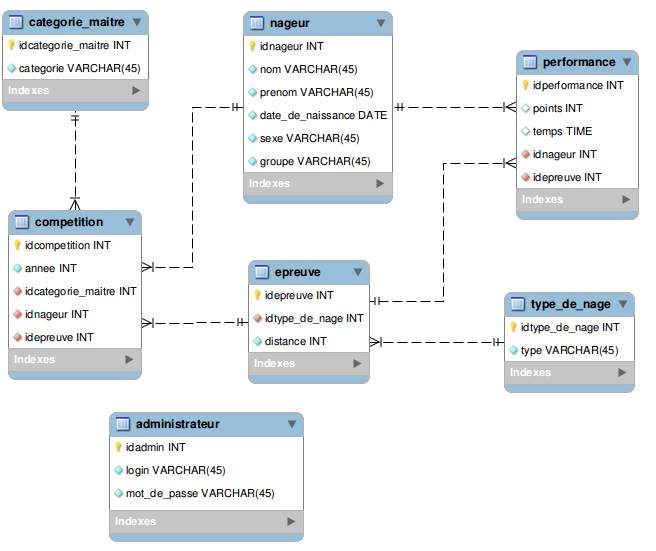 categorie_maitre
idcategorie_maitre INT
categorie VARCHAR(45)
Indexes
nageur
idnageur INT
nom VARCHAR(45)
prenom VARCHAR(45)
date_de_naissance DATE
sexe VARCHAR(45)
groupe VARCHAR(45)
Indexes
performance
idperformance INT
points INT
temps TIME
idnageur INT
idepreuve INT
Indexes
competition
idcompetition INT
annee INT
idcategorie_maitre INT
idnageur INT
idepreuve INT
Indexes
epreuve
idepreuve INT
idtype_de_nage INT
distance INT
Indexes
type_de_nage
idtype_de_nage INT
type VARCHAR(45)
Indexes
administrateur
idadmin INT
login VARCHAR(45)
mot_de_passe VARCHAR(45)
Indexes